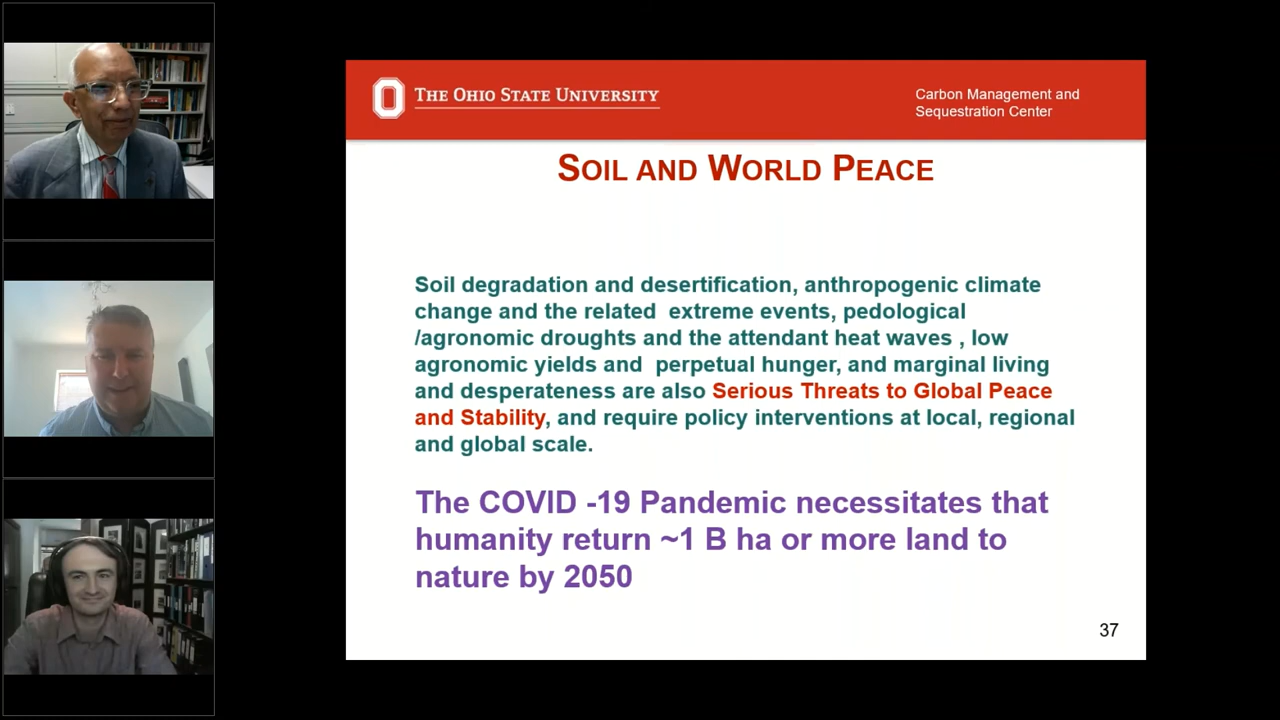 THE OHIO STATE UNIVERSITY
Carbon Management and
Sequestration Center
SOIL AND WORLD PEACE
Soil degradation and desertification, anthropogenic climate
change and the related extreme events, pedological
/agronomic droughts and the attendant heat waves , low
agronomic yields and perpetual hunger, and marginal living
and desperateness are also Serious Threats to Global Peace
and Stability, and require policy interventions at local, regional
and global scale.
The COVID -19 Pandemic necessitates that
humanity return ~1 B ha or more land to
nature by 2050
37